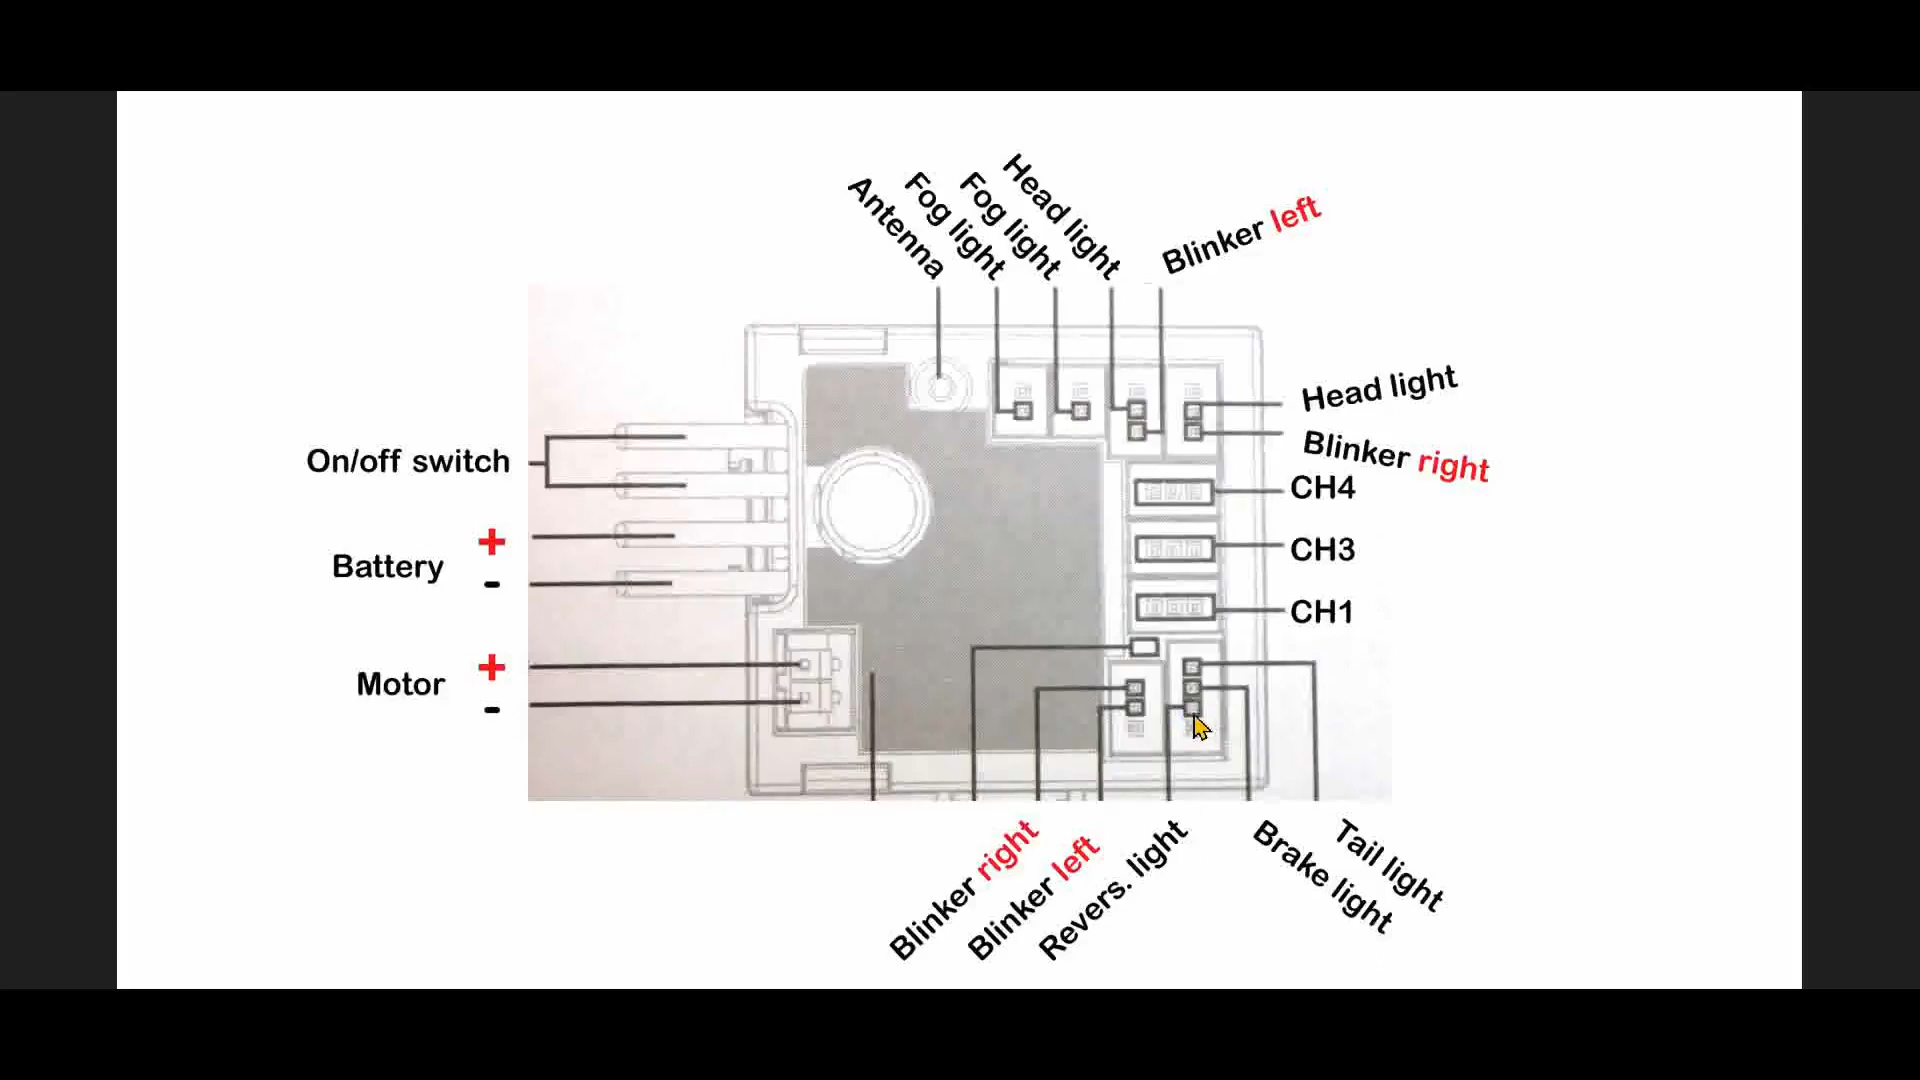 Antenna
Fog light
Fog light
Head light
Blinker left
Head light
Blinker right
On/off switch
CH4
CH3
Battery
+
-
CH1
Motor
+
-
Blinker right
Blinker left
Revers. light
Brake light
Tail light